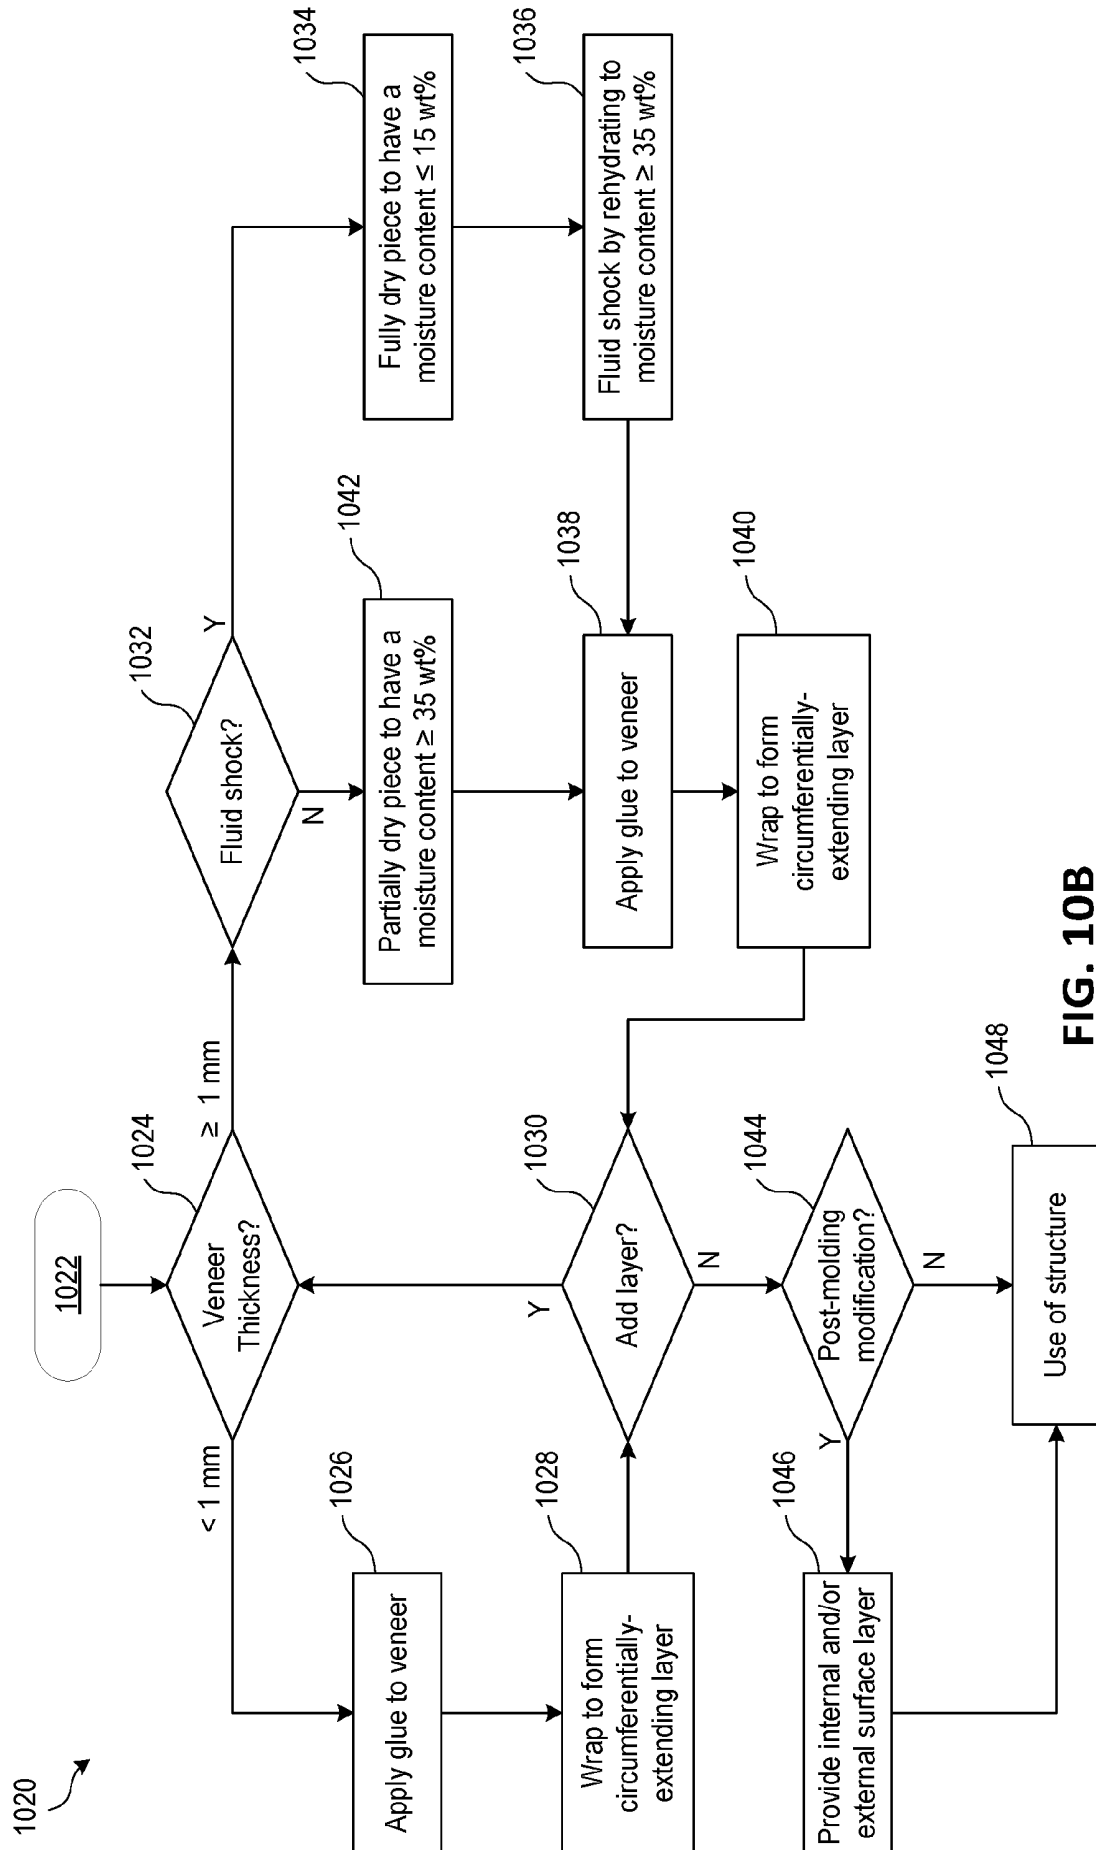 1020
1022
1024
Veneer
Thickness?
< 1 mm
≥ 1 mm
1026
Apply glue to veneer
1028
Wrap to form
circumferentially-
extending layer
1030
Add layer?
Y
N
1032
Fluid shock?
Y
N
1034
Fully dry piece to have a
moisture content ≤ 15 wt%
1036
Fluid shock by rehydrating to
moisture content ≥ 35 wt%
1042
Partially dry piece to have a
moisture content ≥ 35 wt%
1038
Apply glue to veneer
1040
Wrap to form
circumferentially-
extending layer
1044
Post-molding
modification?
Y
N
1046
Provide internal and/or
external surface layer
1048
Use of structure
FIG. 10B